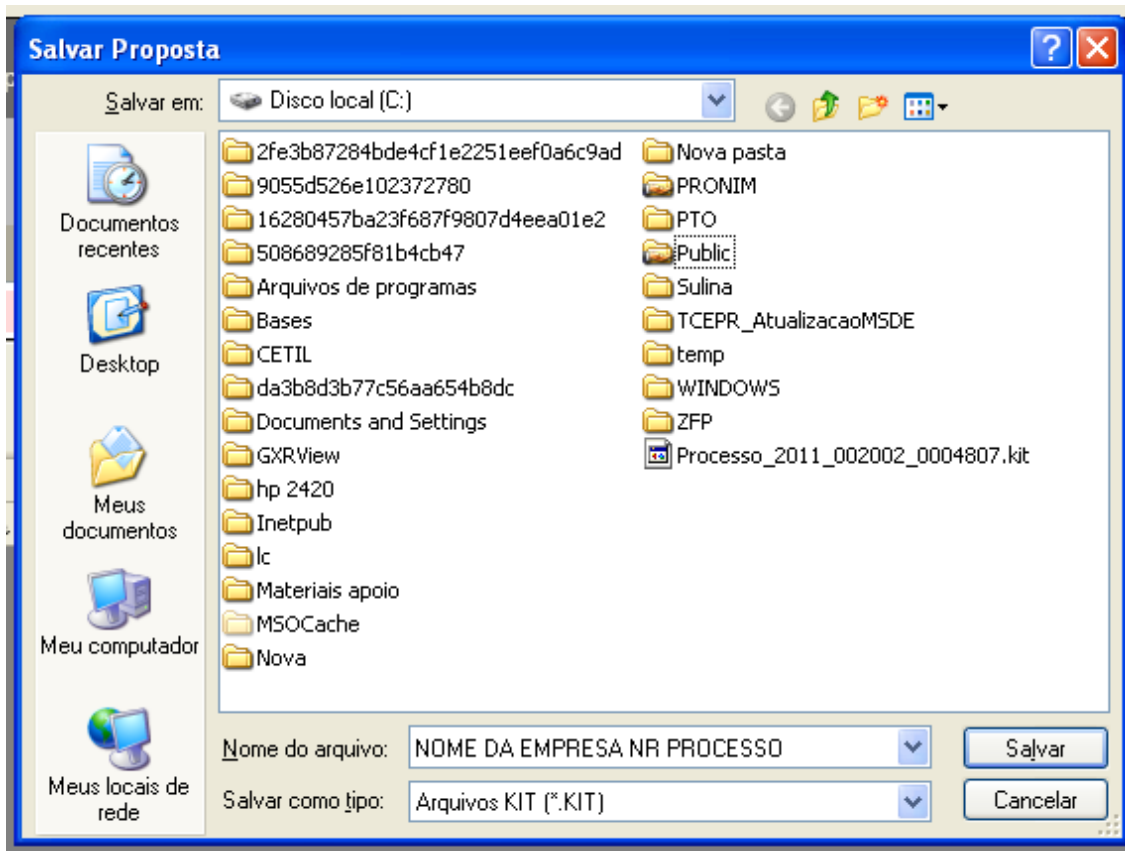 Salvar Proposta
Salvar em:
Disco local (C:)
Documentos
recentes
Desktop
Meus
documentos
Meu computador
Meus locais de
rede
2fe3b87284bde4cf1e2251eef0a6c9ad
9055d526e102372780
16280457ba23f687f9807d4eea01e2
508689285f81b4cb47
Arquivos de programas
Bases
CETIL
da3b8d3b77c56aa654b8dc
Documents and Settings
GXRView
hp 2420
Inetpub
lc
Materiais apoio
MSOCache
Nova
Nova pasta
PRONIM
PTO
Public
Sulina
TCEPR_AtualizacaoMSDE
temp
WINDOWS
ZFP
Processo_2011_002002_0004807.kit
Nome do arquivo:
NOME DA EMPRESA NR PROCESSO
Salvar
Salvar como tipo:
Arquivos KIT (*.KIT)
Cancelar